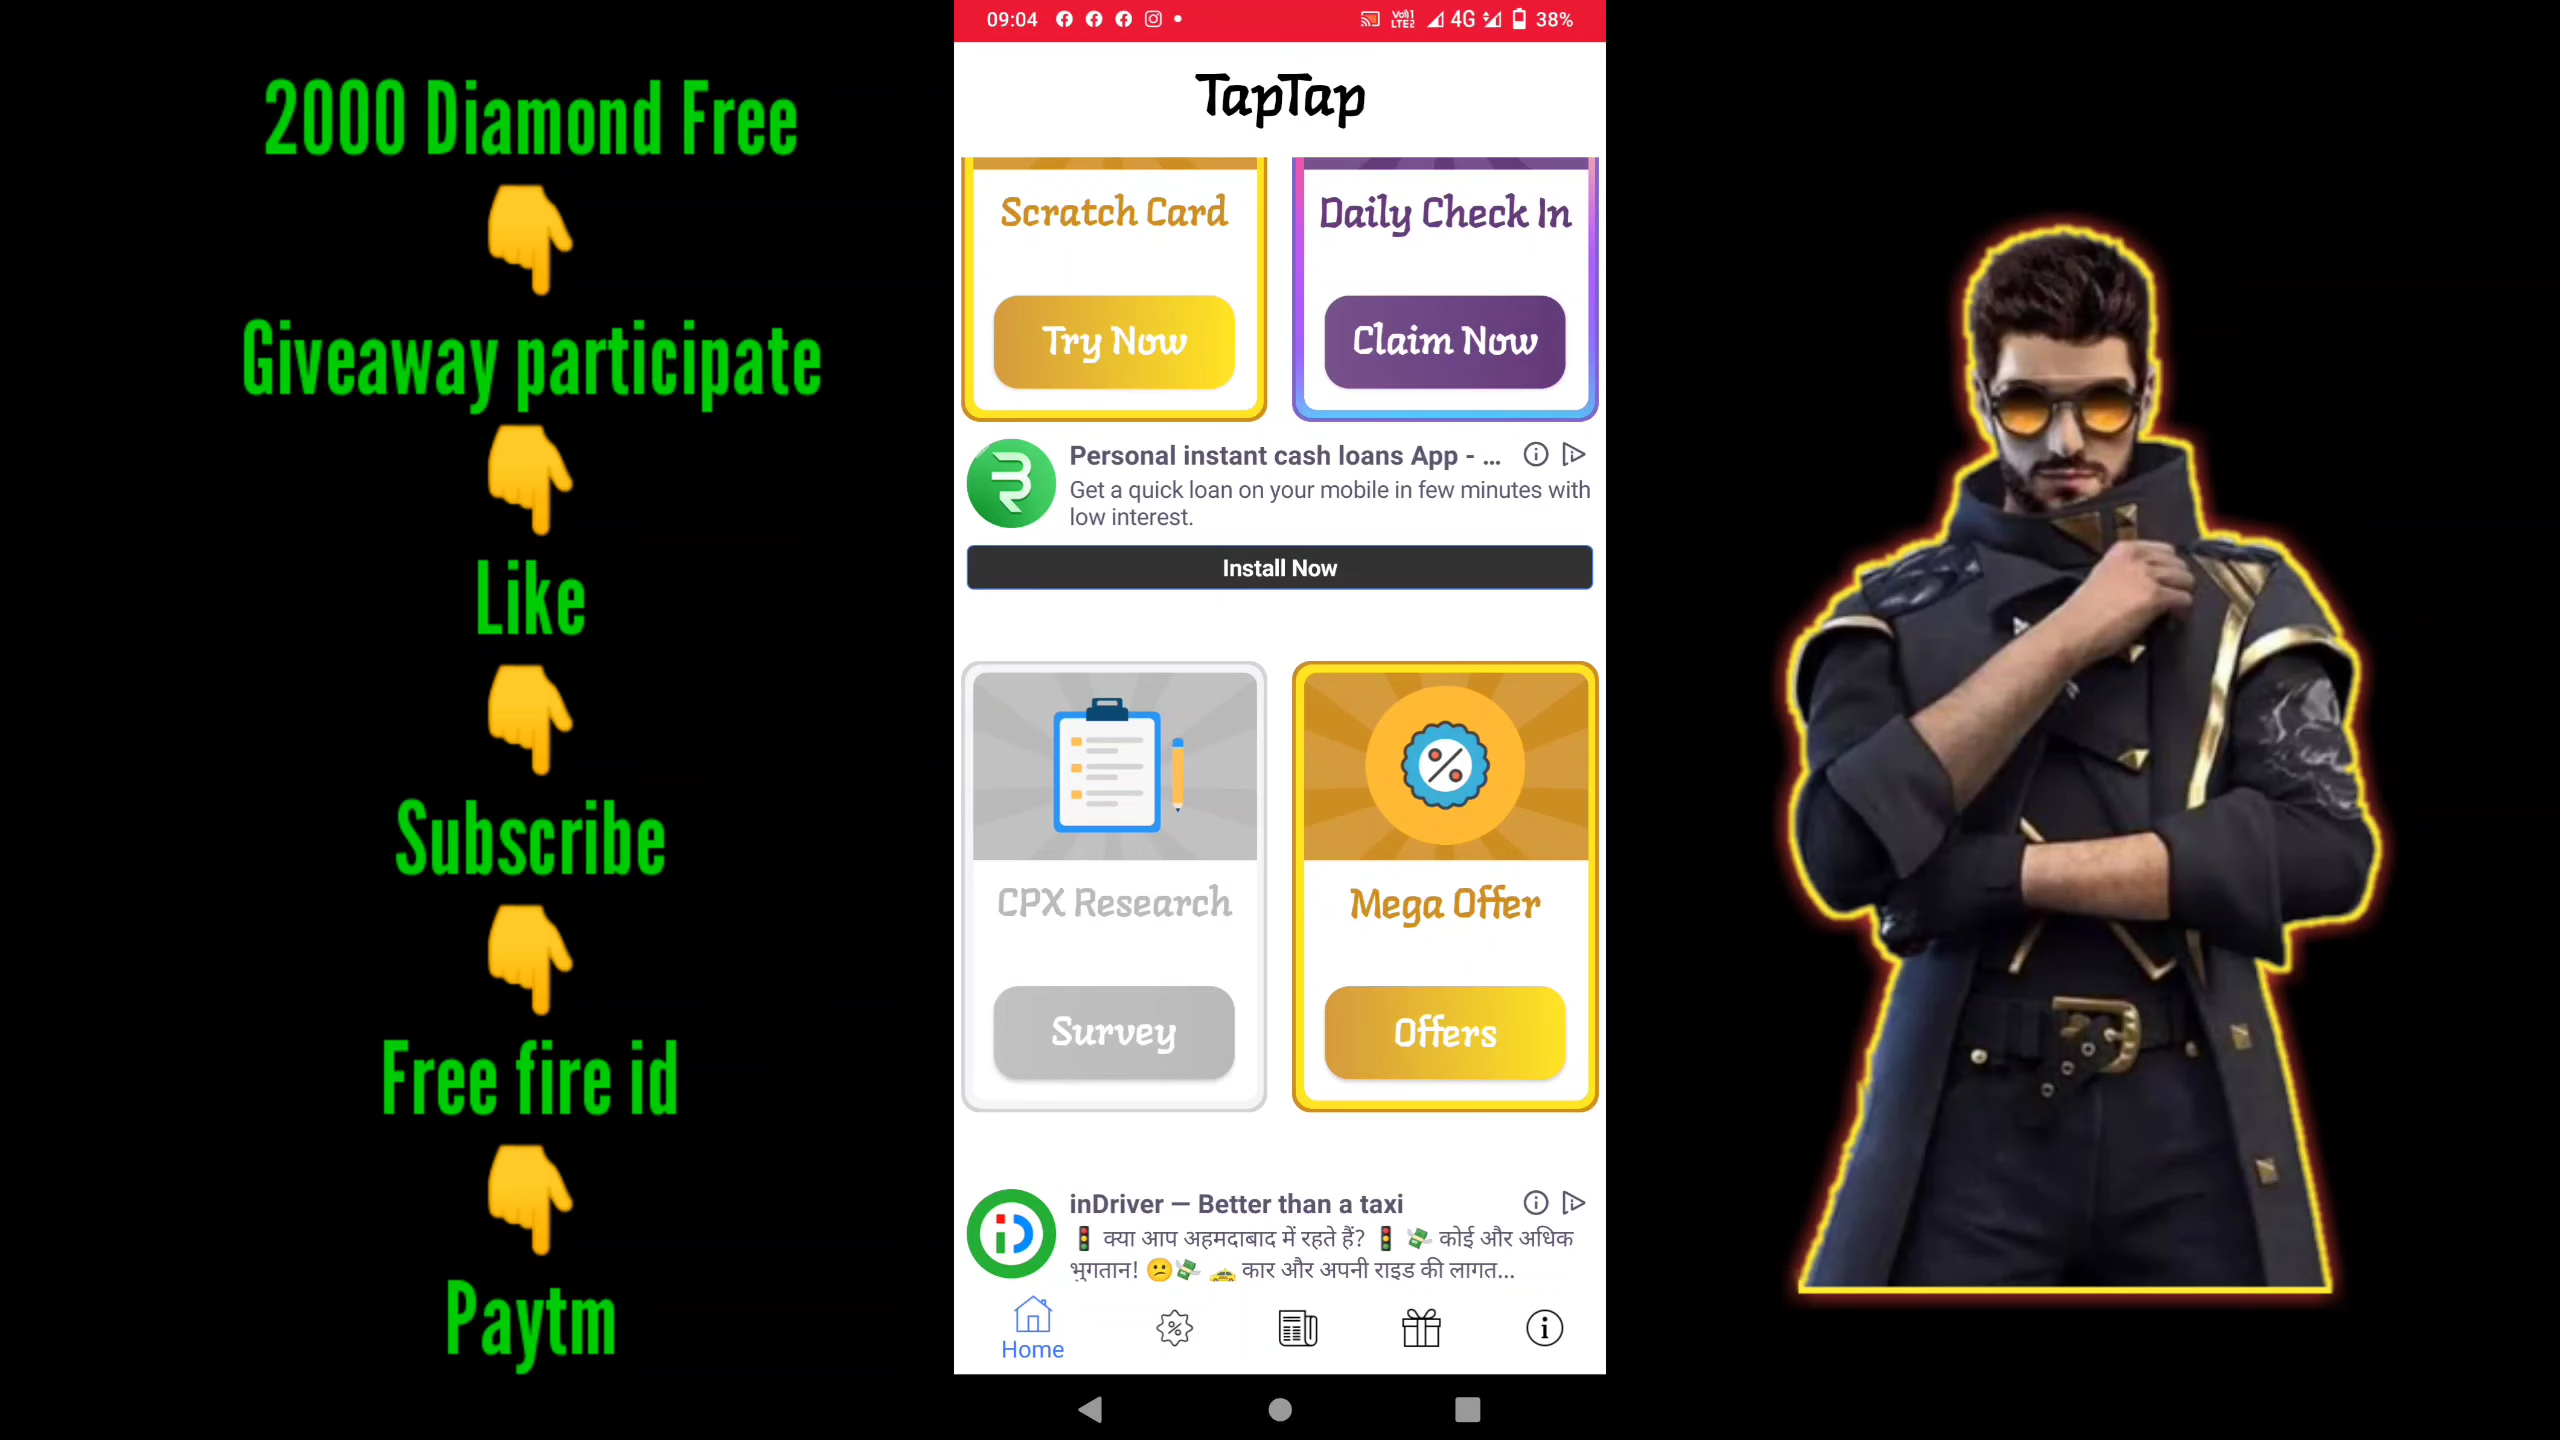 2000 Diamond Free
Giveaway participate
Like
Subscribe
Free fire id
Paytm
09:04
4G
38%
TapTap
Scratch Card
Daily Check In
Try Now
Claim Now
Personal instant cash loans App - ...
Get a quick loan on your mobile in few minutes with
low interest.
Install Now
CPX Research
Mega Offer
Survey
Offers
inDriver — Better than a taxi
🚦 क्या आप अहमदाबाद में रहते हैं? 🚦 💸 कोई और अधिक
भुगतान! 😕💸 🚕 कार और अपनी राइड की लागत...
Home